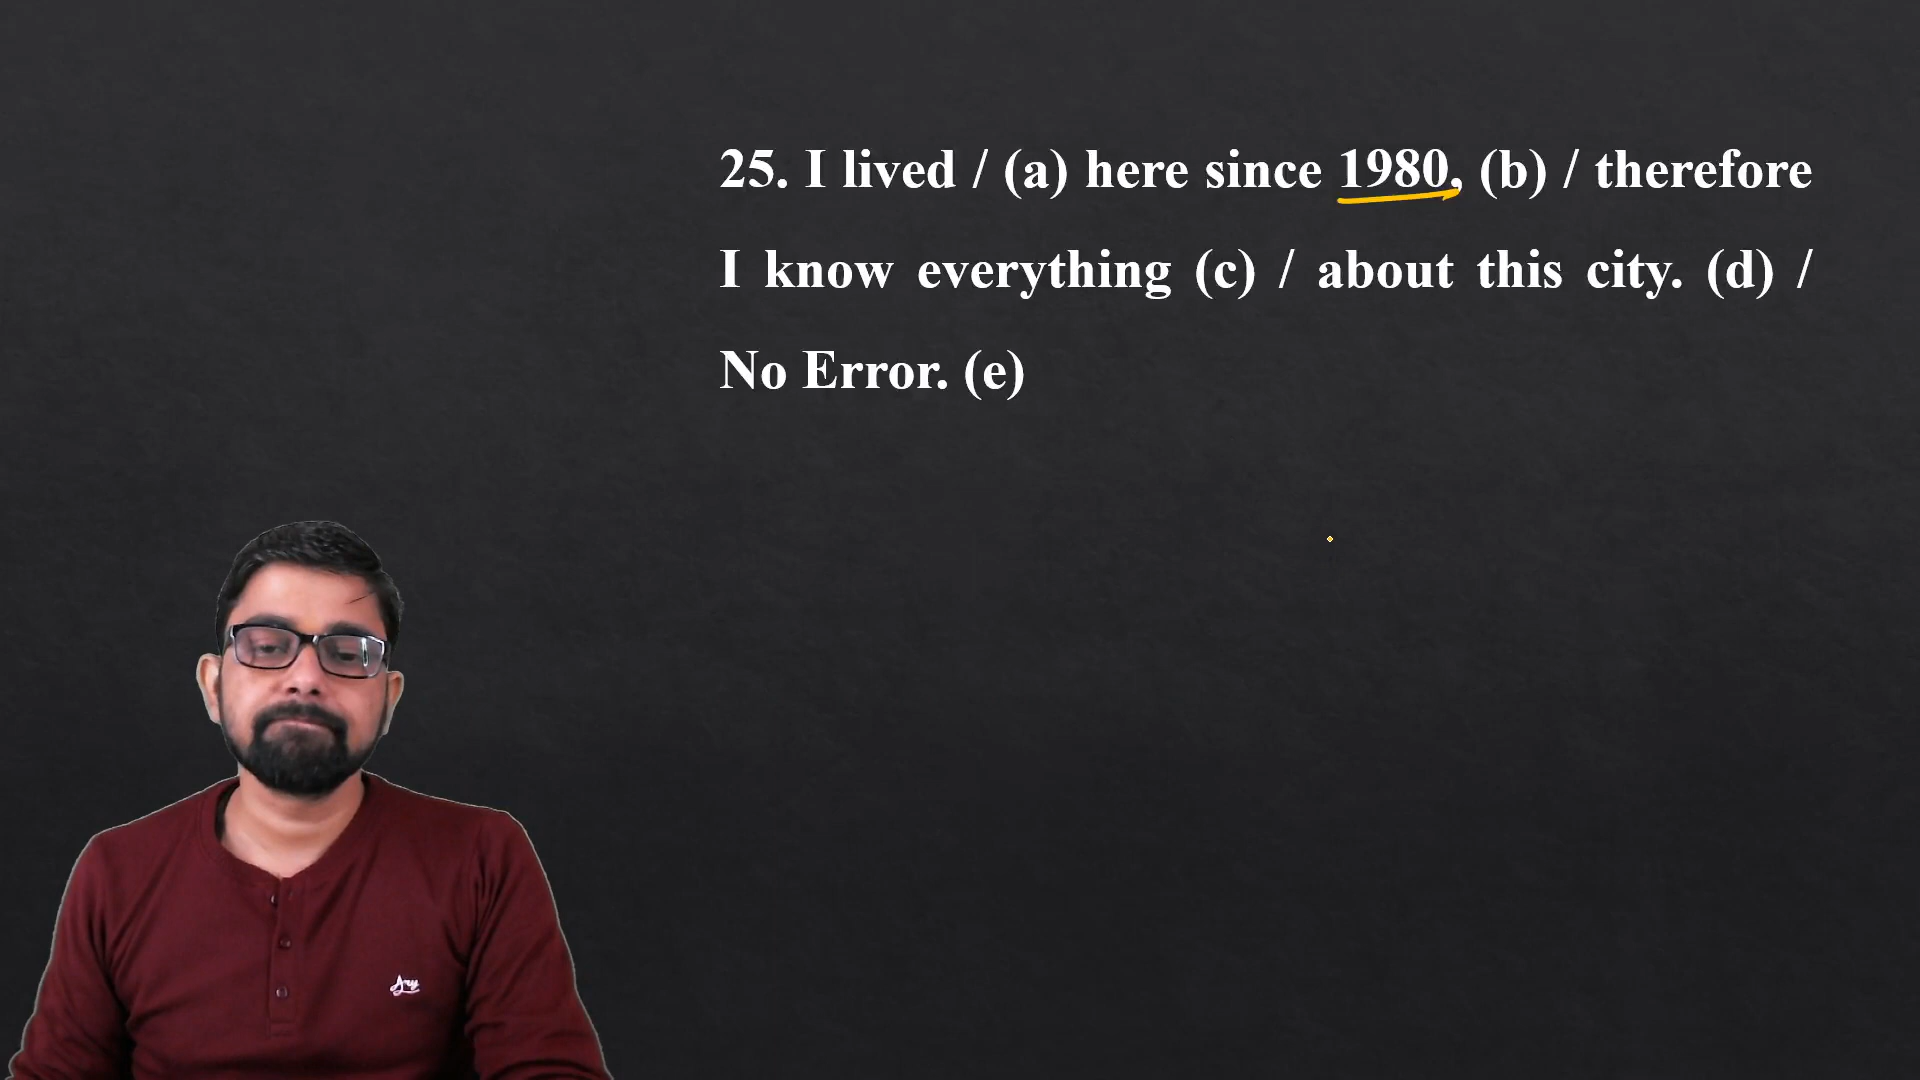 25. I lived / (a) here since 1980, (b) / therefore
I know everything (c) / about this city. (d) /
No Error. (e)